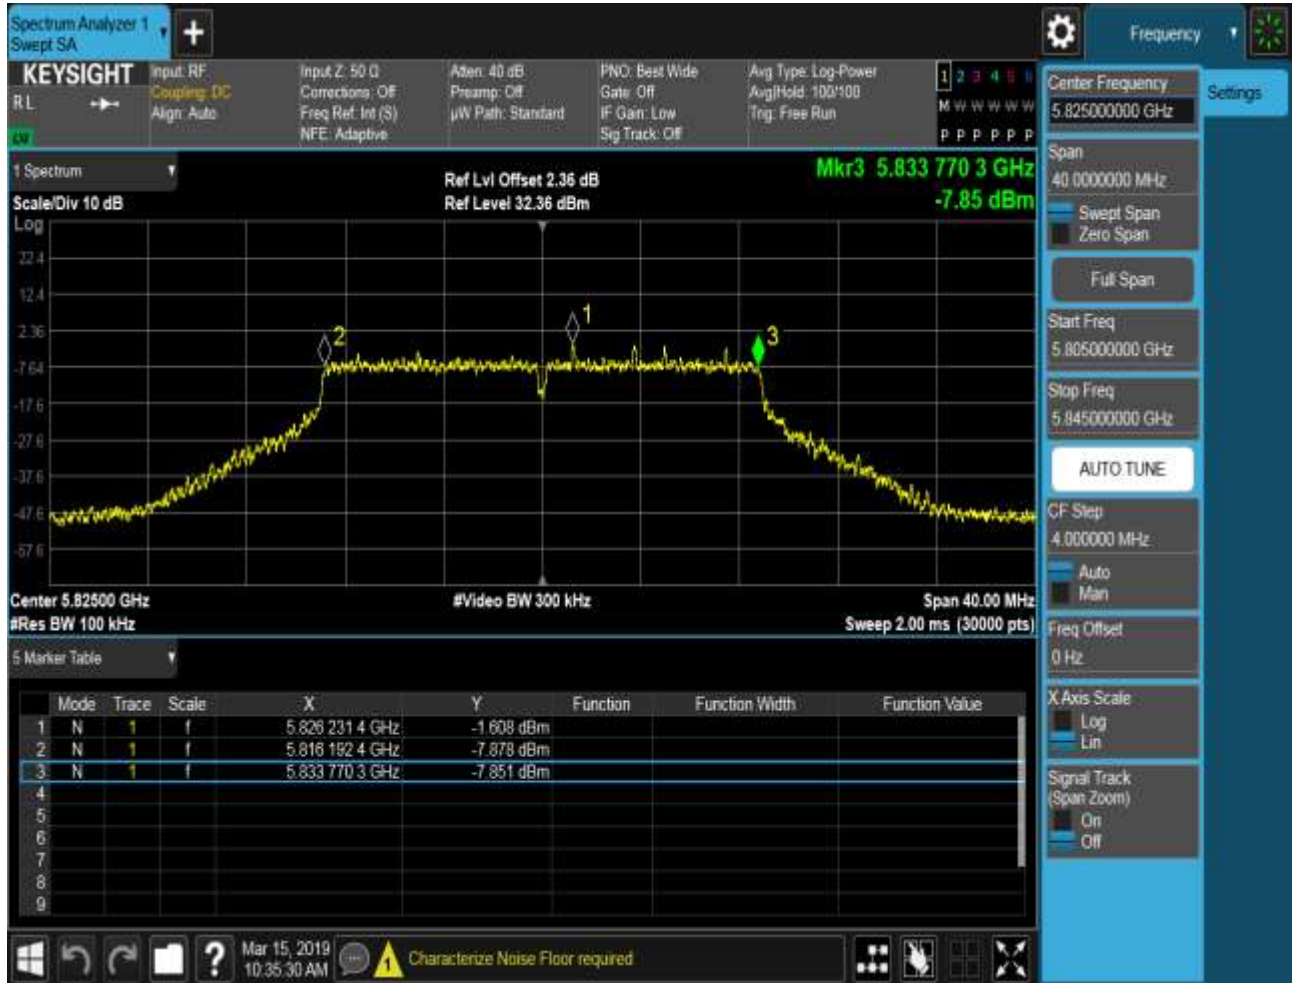 Spectrum Analyzer 1
Swept SA
Frequency
KEYSIGHT
R L
Input: RF
Coupling: DC
Align: Auto
Input Z: 50 Ω
Corrections: Off
Freq Ref: Int (S)
NFE: Adaptive
Atten: 40 dB
Preamp: Off
µW Path: Standard
PNO: Best Wide
Gate: Off
IF Gain: Low
Sig Track: Off
Avg Type: Log-Power
Avg|Hold: 100/100
Trig: Free Run
1 2 3 4 5 6
M W W W W W
P P P P P P
1 Spectrum
Scale/Div 10 dB
Ref Lvl Offset 2.36 dB
Ref Level 32.36 dBm
Mkr3 5.833 770 3 GHz
-7.85 dBm
Log
22.4
12.4
2.36
-7.64
-17.6
-27.6
-37.6
-47.6
-57.6
1
2
3
Center 5.82500 GHz
#Res BW 100 kHz
#Video BW 300 kHz
Span 40.00 MHz
Sweep 2.00 ms (30000 pts)
5 Marker Table
Mode Trace Scale X Y Function Function Width Function Value
1 N 1 f 5.826 231 4 GHz -1.608 dBm
2 N 1 f 5.816 192 4 GHz -7.878 dBm
3 N 1 f 5.833 770 3 GHz -7.851 dBm
4
5
6
7
8
9
Center Frequency
5.825000000 GHz
Settings
Span
40.0000000 MHz
Swept Span
Zero Span
Full Span
Start Freq
5.805000000 GHz
Stop Freq
5.845000000 GHz
AUTO TUNE
CF Step
4.000000 MHz
Auto
Man
Freq Offset
0 Hz
X Axis Scale
Log
Lin
Signal Track
(Span Zoom)
On
Off
?
Mar 15, 2019
10:35:30 AM
1
Characterize Noise Floor required